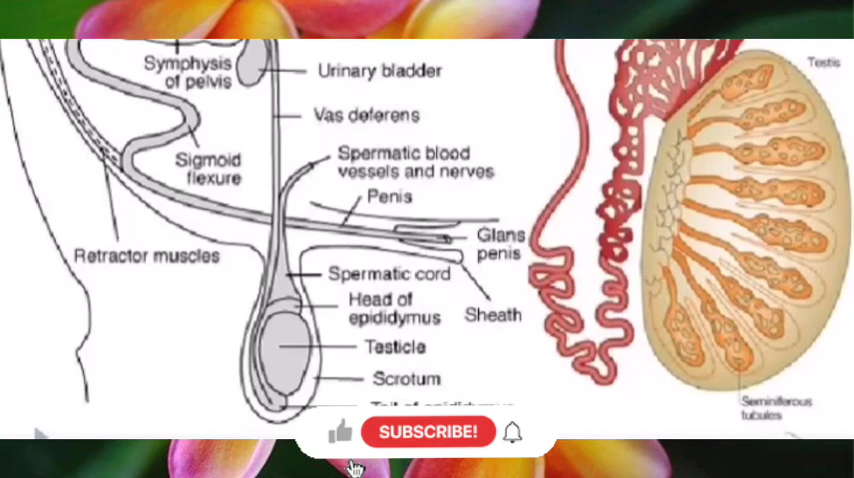 Symphysis
of pelvis
Urinary bladder
Vas deferens
Spermatic blood
vessels and nerves
Sigmoid
flexure
Penis
Retractor muscles
Glans
penis
Spermatic cord
Head of
epididymus
Sheath
Testicle
Scrotum
Testis
Seminiferous
tubules
SUBSCRIBE!